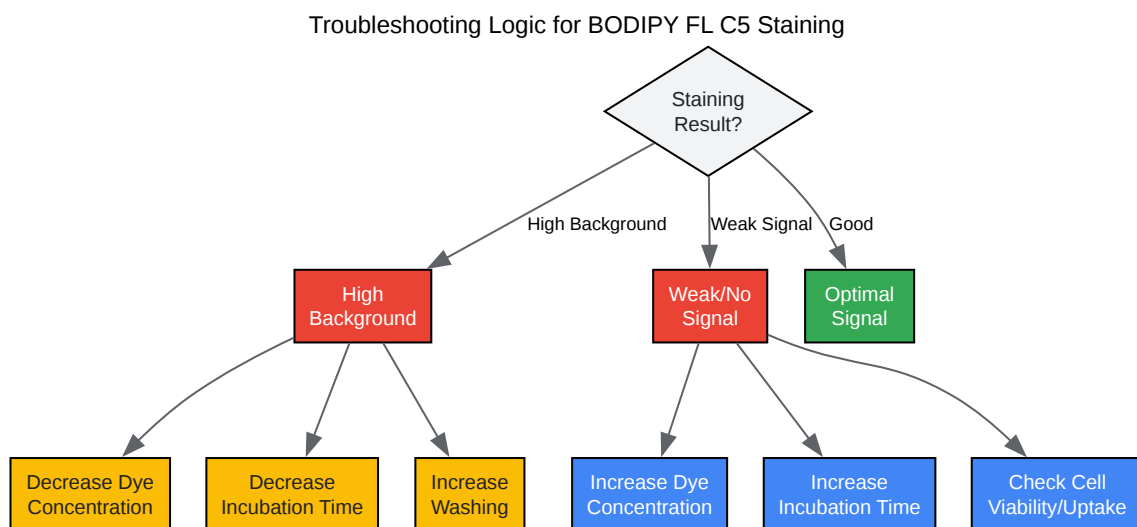 Troubleshooting Logic for BODIPY FL C5 Staining
Staining
Result?
High Background
Weak Signal
Good
High
Background
Weak/No
Signal
Optimal
Signal
Decrease Dye
Concentration
Decrease
Incubation Time
Increase
Washing
Increase Dye
Concentration
Increase
Incubation Time
Check Cell
Viability/Uptake